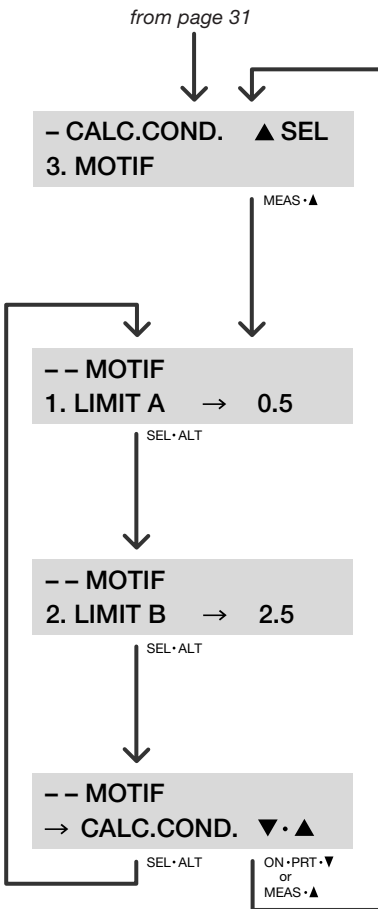 from page 31
– CALC.COND. ▲ SEL
3. MOTIF
MEAS・▲
– – MOTIF
1. LIMIT A → 0.5
SEL・ALT
– – MOTIF
2. LIMIT B → 2.5
SEL・ALT
– – MOTIF
→ CALC.COND. ▼・▲
SEL・ALT
ON・PRT・▼
or
MEAS・▲